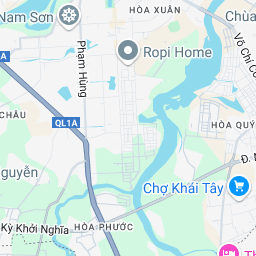 HÒA XUÂN
Nam Sơn
Chùa
Ropi Home
Phạm Hùng
Võ Chí C
CHÂU
QL1A
HÒA QUÝ
guyễn
Đ. N
Chợ Khái Tây
Kỳ Khởi Nghĩa
HÒA PHƯỚC
Th